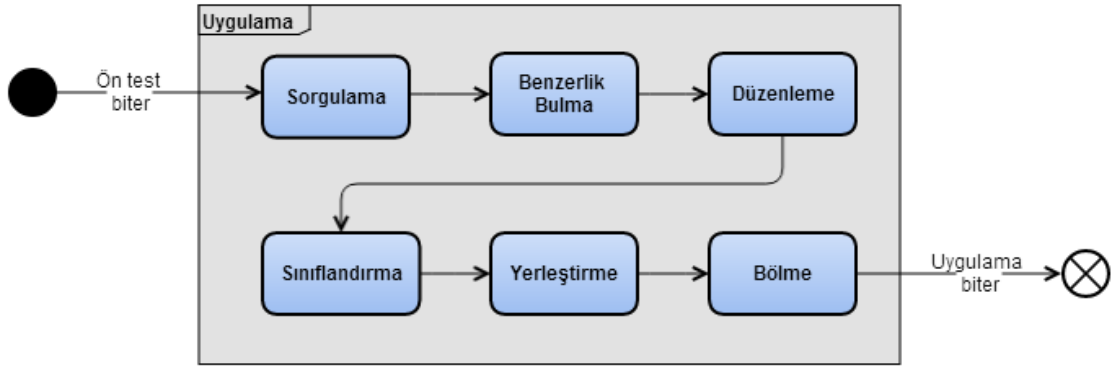 Uygulama
Ön test
biter
Sorgulama
Benzerlik
Bulma
Düzenleme
Sınıflandırma
Yerleştirme
Bölme
Uygulama
biter